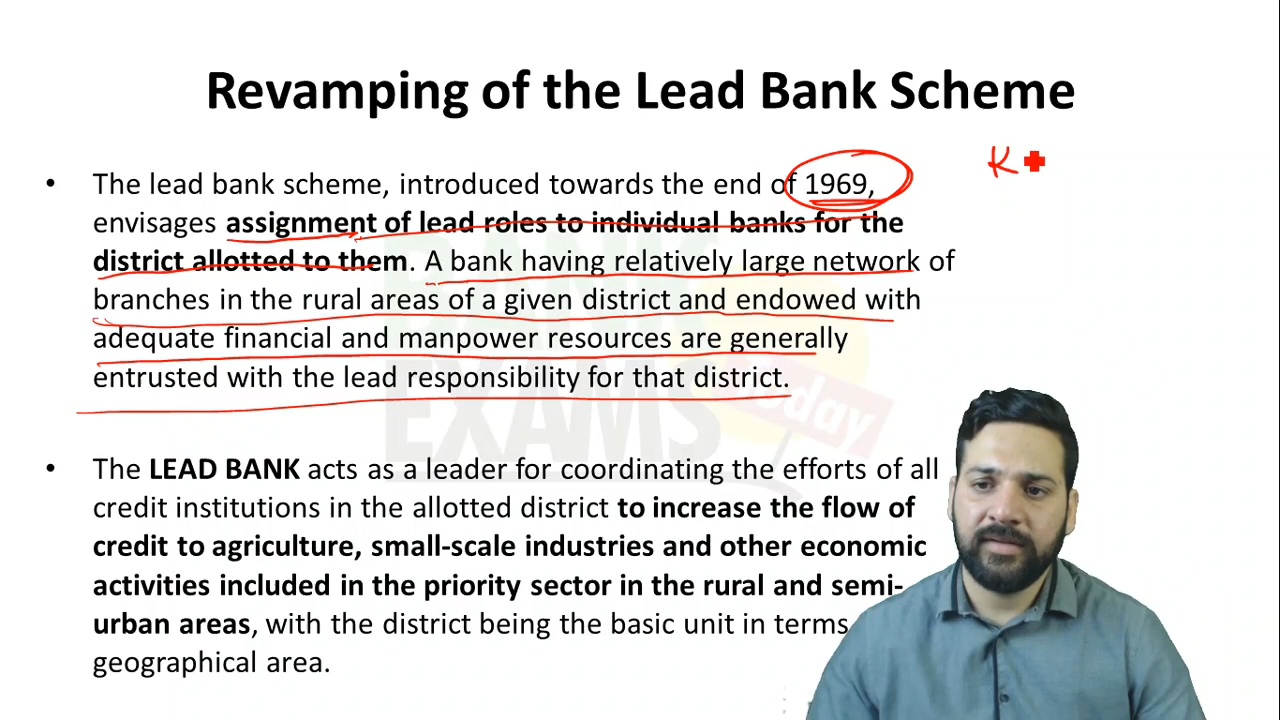 Revamping of the Lead Bank Scheme
K
• The lead bank scheme, introduced towards the end of 1969,
envisages assignment of lead roles to individual banks for the
district allotted to them. A bank having relatively large network of
branches in the rural areas of a given district and endowed with
adequate financial and manpower resources are generally
entrusted with the lead responsibility for that district.
BANK
EXAMS
today
• The LEAD BANK acts as a leader for coordinating the efforts of all
credit institutions in the allotted district to increase the flow of
credit to agriculture, small-scale industries and other economic
activities included in the priority sector in the rural and semi-
urban areas, with the district being the basic unit in terms
geographical area.